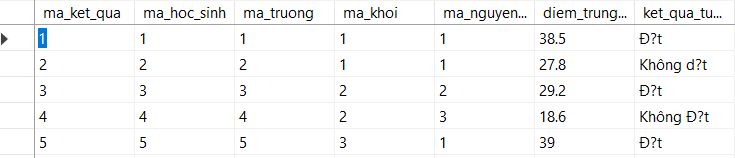 ma_ket_qua ma_hoc_sinh ma_truong ma_khoi ma_nguyen... diem_trung... ket_qua_tu...
1 1 1 1 1 38.5 Đ?t
2 2 2 1 1 27.8 Không d?t
3 3 3 2 2 29.2 Đ?t
4 4 4 2 3 18.6 Không Đ?t
5 5 5 3 1 39 Đ?t